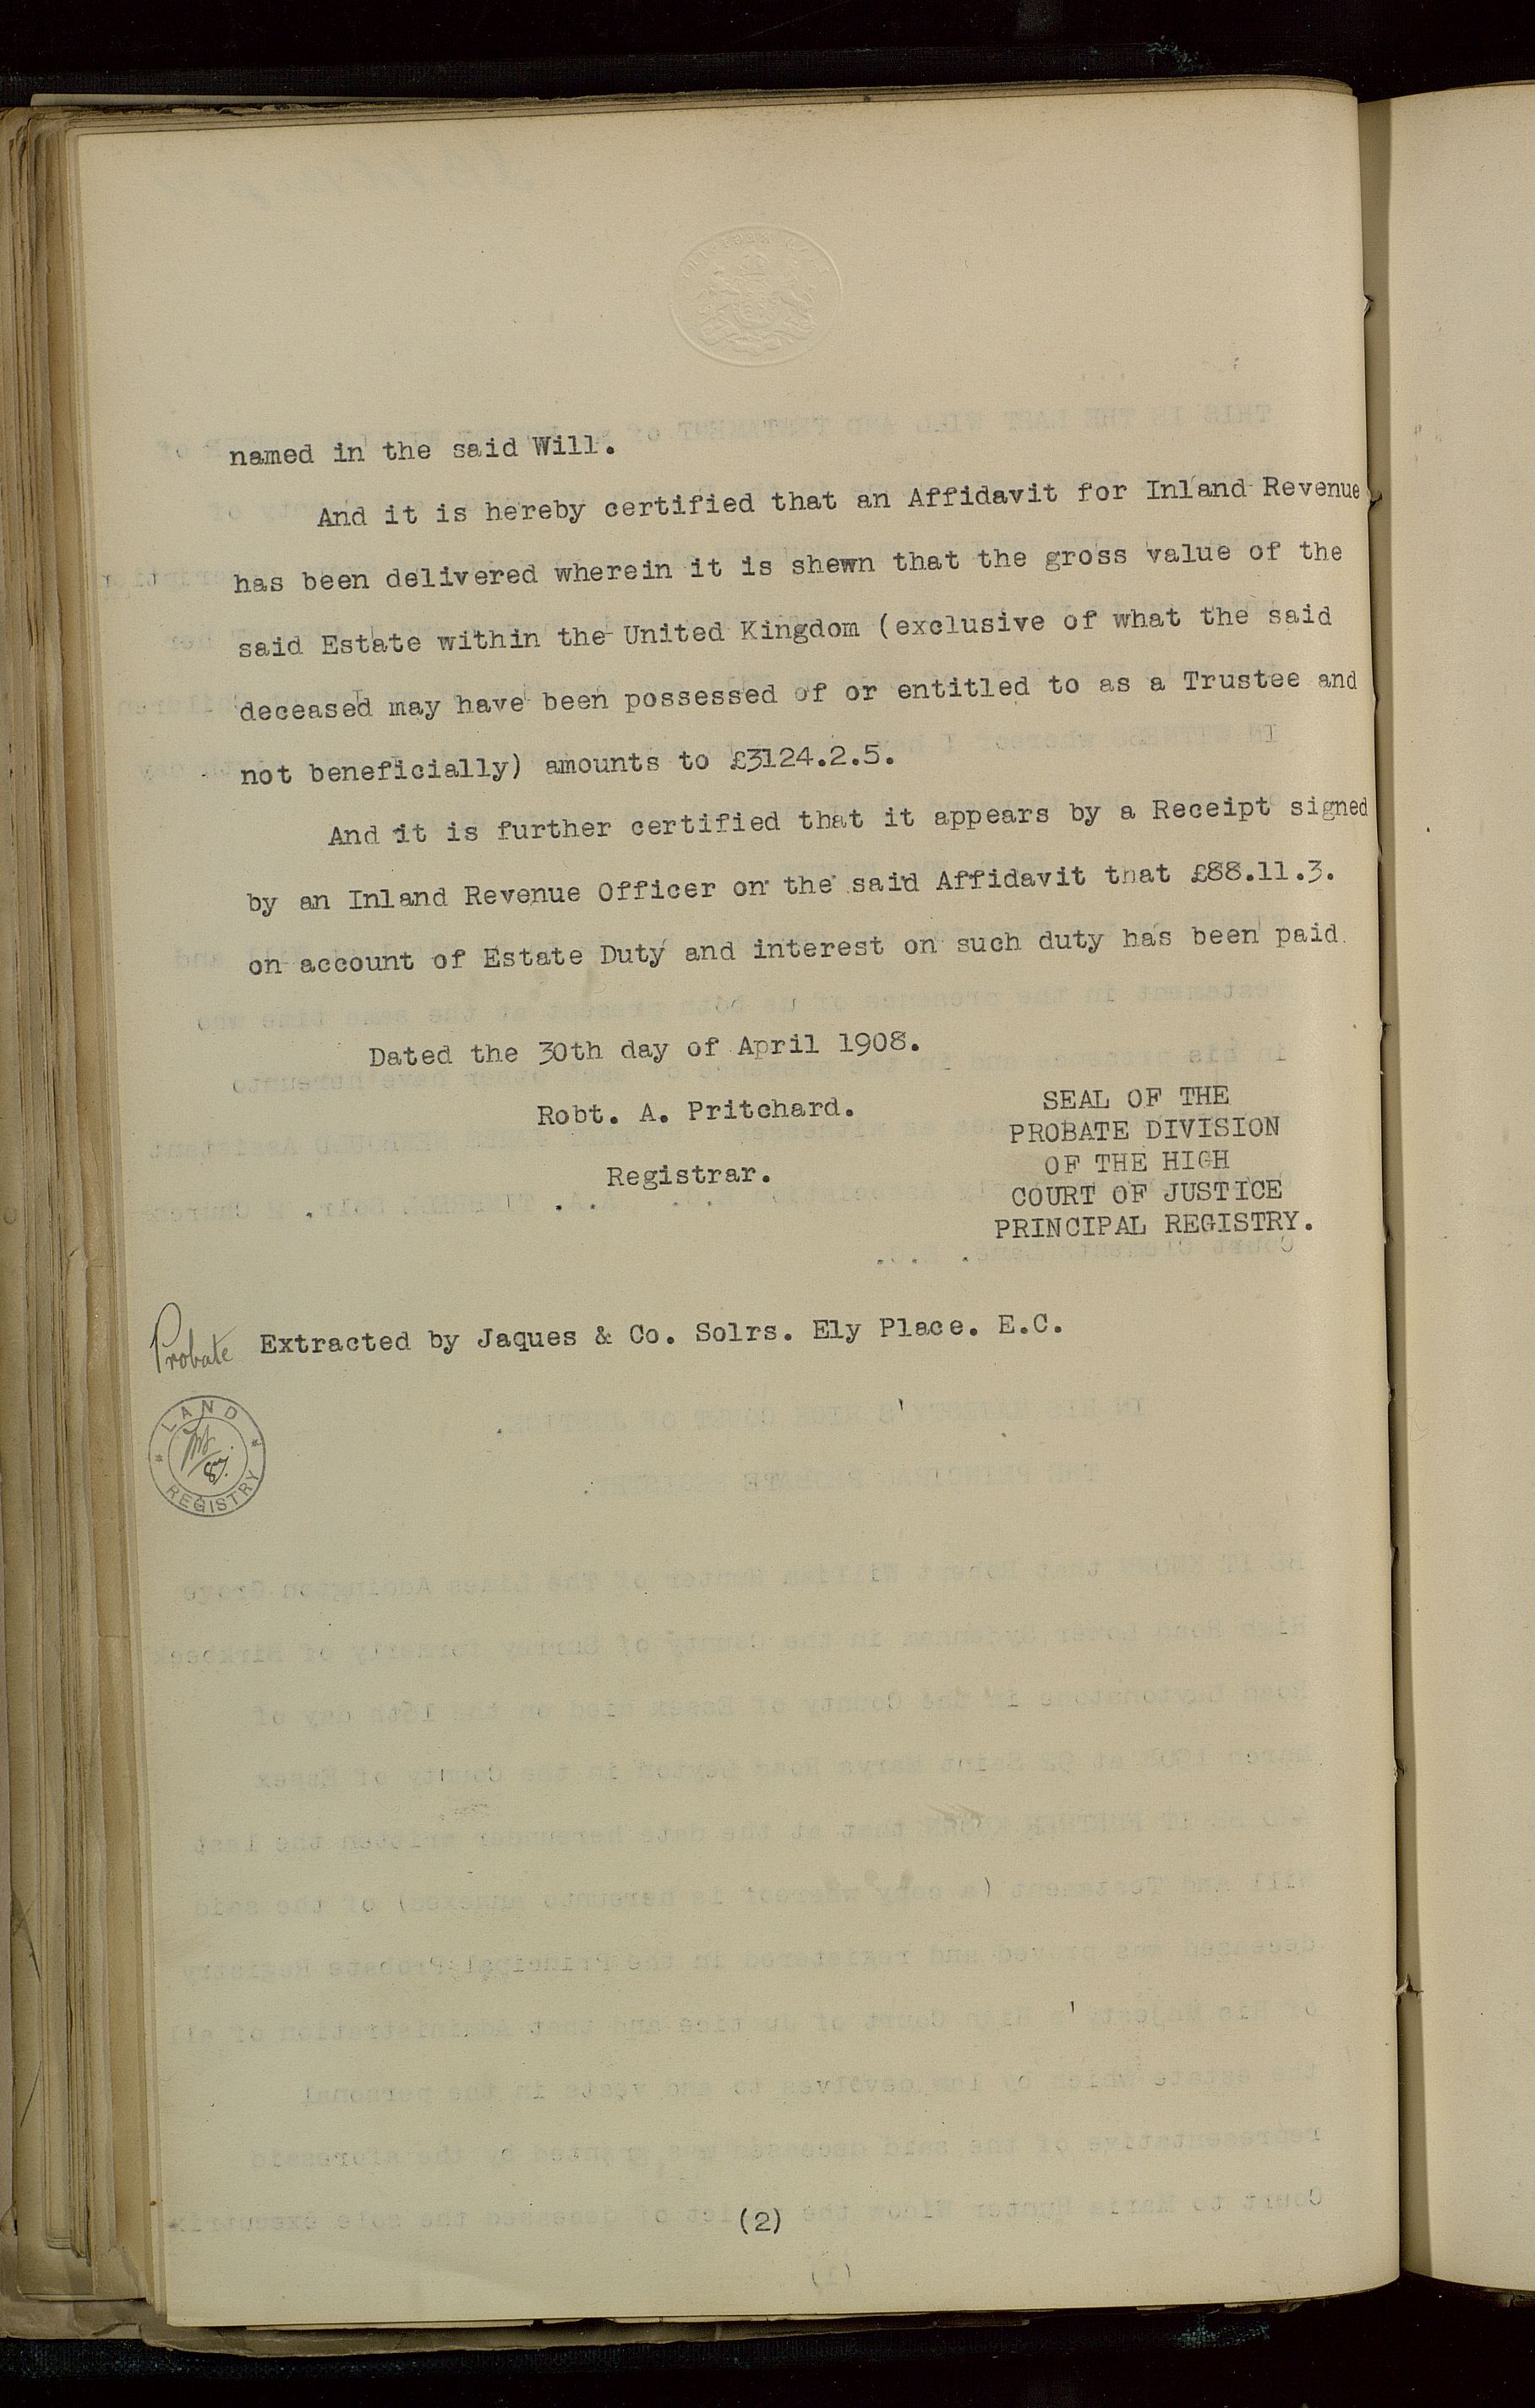 named in the said Will.
And it is hereby certified that an Affidavit for Inland Revenue
has been delivered wherein it is shewn that the gross value of the
said Estate within the United Kingdom (exclusive of what the said
deceased may have been possessed of or entitled to as a Trustee and
not beneficially) amounts to £3124.2.5.
And it is further certified that it appears by a Receipt signed
by an Inland Revenue Officer on the said Affidavit that £88.11.3.
on account of Estate Duty and interest on such duty has been paid.
Dated the 30th day of April 1908.
Robt. A. Pritchard.
Registrar.
SEAL OF THE
PROBATE DIVISION
OF THE HIGH
COURT OF JUSTICE
PRINCIPAL REGISTRY.
Probate Extracted by Jaques & Co. Solrs. Ely Place. E.C.
LAND
REGISTRY
(2)